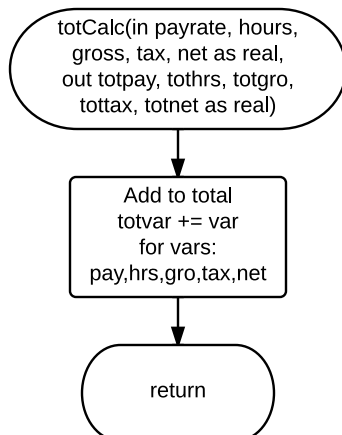 totCalc(in payrate, hours,
gross, tax, net as real,
out totpay, tothrs, totgro,
tottax, totnet as real)
Add to total
totvar += var
for vars:
pay,hrs,gro,tax,net
return